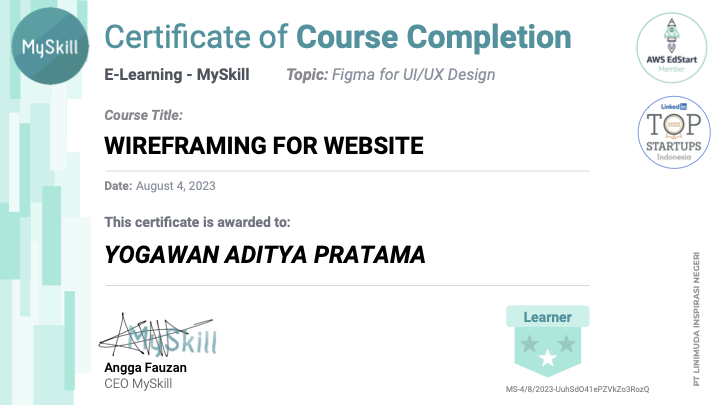 MySkill
Certificate of Course Completion
E-Learning - MySkill Topic: Figma for UI/UX Design
Course Title:
WIREFRAMING FOR WEBSITE
Date: August 4, 2023
This certificate is awarded to:
YOGAWAN ADITYA PRATAMA
MySkill
Angga Fauzan
CEO MySkill
Learner
MS-4/8/2023-UuhSdO41ePZVkZo3RozQ
AWS EdStart
Member
LinkedIn
2022
TOP
STARTUPS
Indonesia
PT LINIMUDA INSPIRASI NEGERI